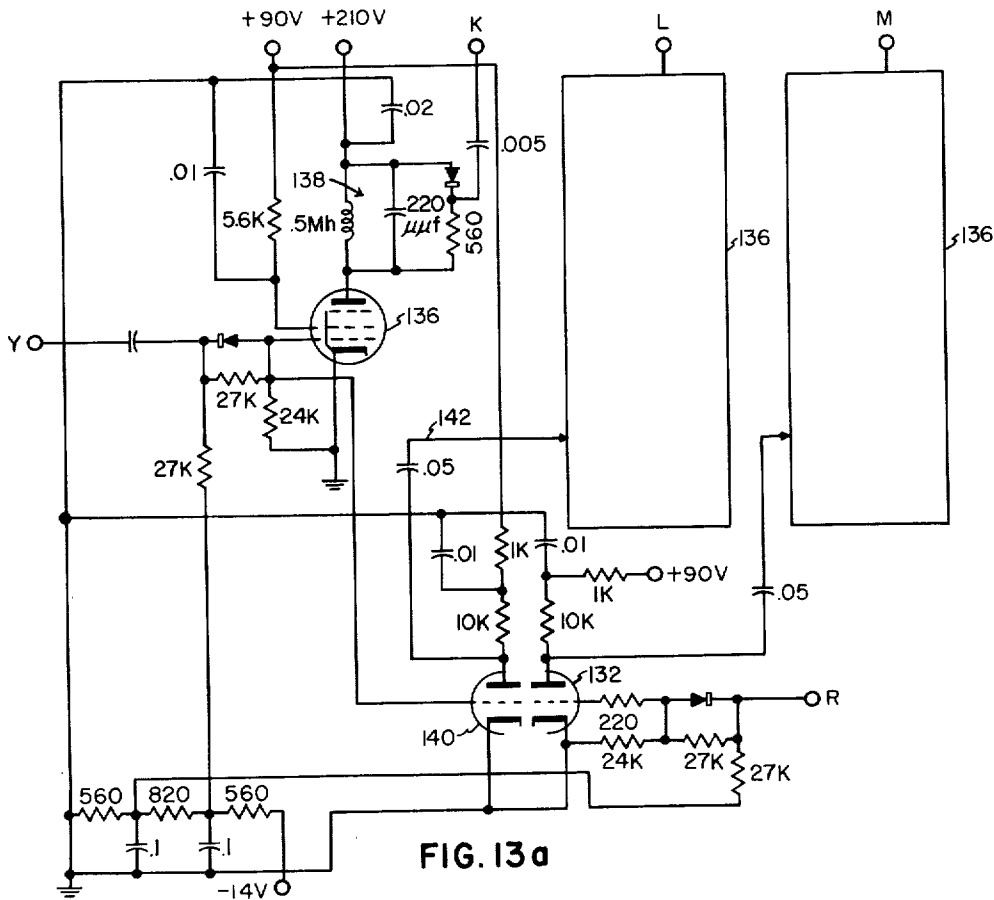 +90V +210V K L M
.02
.005
.01
138
5.6K .5Mh 220 μμf 560
136 136
136
Y
27K
24K
142
.05
27K
.01 1K .01
1K +90V
.05
10K 10K
132
R
220
140
24K 27K 27K
560 820 560
.1 .1
-14V
FIG. 13a